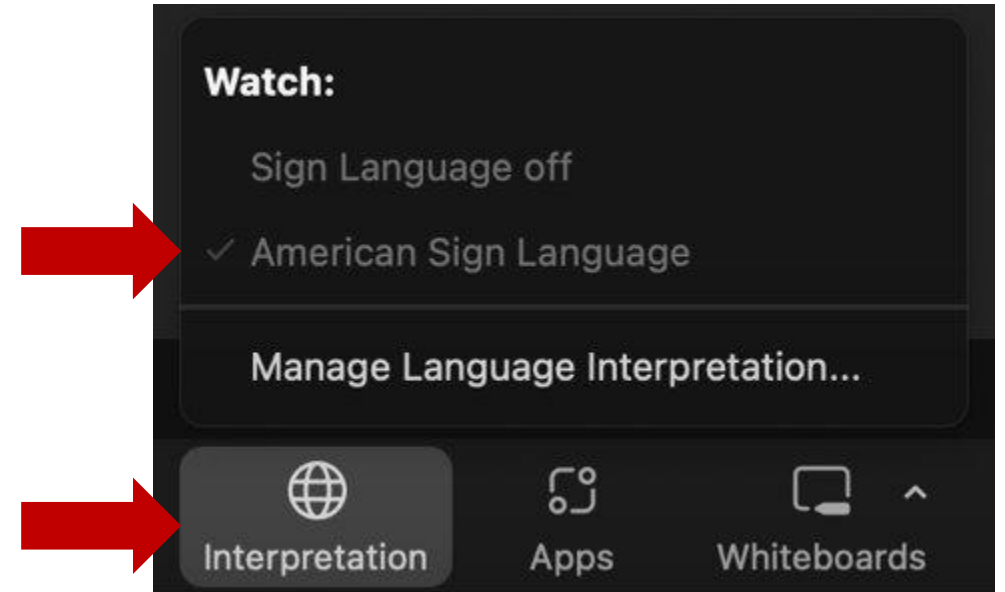 Watch:
Sign Language off
American Sign Language
Manage Language Interpretation...
Interpretation Apps Whiteboards